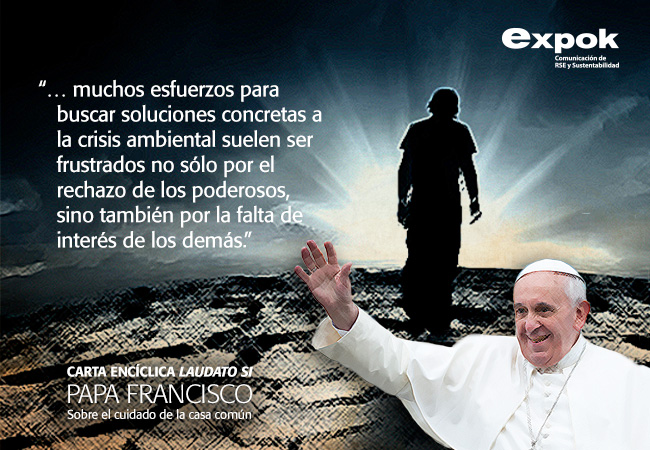 expok
Comunicación de
RSE y Sustentabilidad
“… muchos esfuerzos para
buscar soluciones concretas a
la crisis ambiental suelen ser
frustrados no sólo por el
rechazo de los poderosos,
sino también por la falta de
interés de los demás.”
CARTA ENCÍCLICA LAUDATO SI
PAPA FRANCISCO
Sobre el cuidado de la casa común